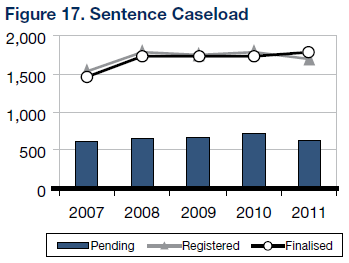 Figure 17. Sentence Caseload
2,000
1,500
1,000
500
0
2007 2008 2009 2010 2011
Pending Registered Finalised